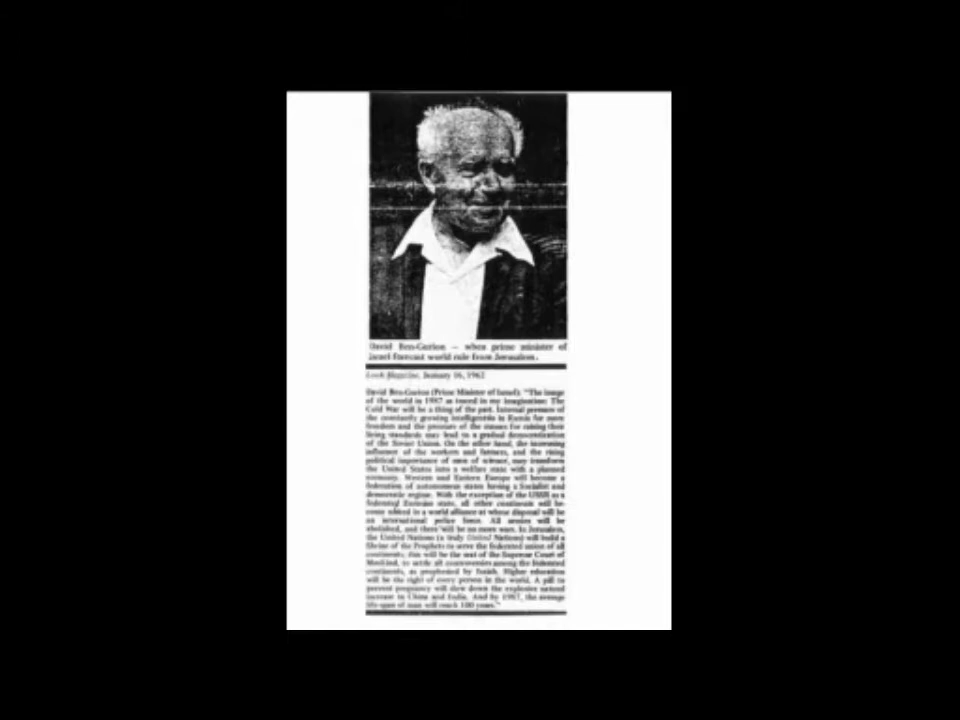 David Ben-Gurion — when prime minister of
Israel forecast world rule from Jerusalem.
Look Magazine, January 16, 1962
David Ben-Gurion (Prime Minister of Israel): "The image
of the world in 1987 as traced in my imagination: The
Cold War will be a thing of the past. Internal pressure of
the constantly growing intelligentsia in Russia for more
freedom and the pressure of the masses for raising their
living standards may lead to a gradual democratization
of the Soviet Union. On the other hand, the increasing
influence of the workers and farmers, and the rising
political importance of men of science, may transform
the United States into a welfare state with a planned
economy. Western and Eastern Europe will become a
federation of autonomous states having a Socialist and
democratic regime. With the exception of the USSR as a
federated Eurasian state, all other continents will be-
come united in a world alliance at whose disposal will be
an international police force. All armies will be
abolished, and there will be no more wars. In Jerusalem,
the United Nations (a truly United Nations) will build a
Shrine of the Prophets to serve the federated union of all
continents; this will be the seat of the Supreme Court of
Mankind, to settle all controversies among the federated
continents, as prophesied by Isaiah. Higher education
will be the right of every person in the world. A pill to
prevent pregnancy will slow down the explosive natural
increase in China and India. And by 1987, the average
life-span of man will reach 100 years."